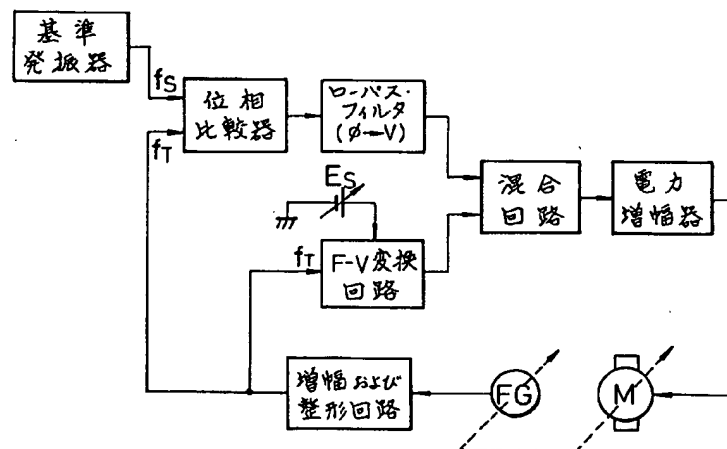 基準
発振器
fS
位相
比較器
fT
ローパス・
フィルタ
(φ→V)
混合
回路
電力
増幅器
ES
fT
F-V変換
回路
増幅および
整形回路
FG
M